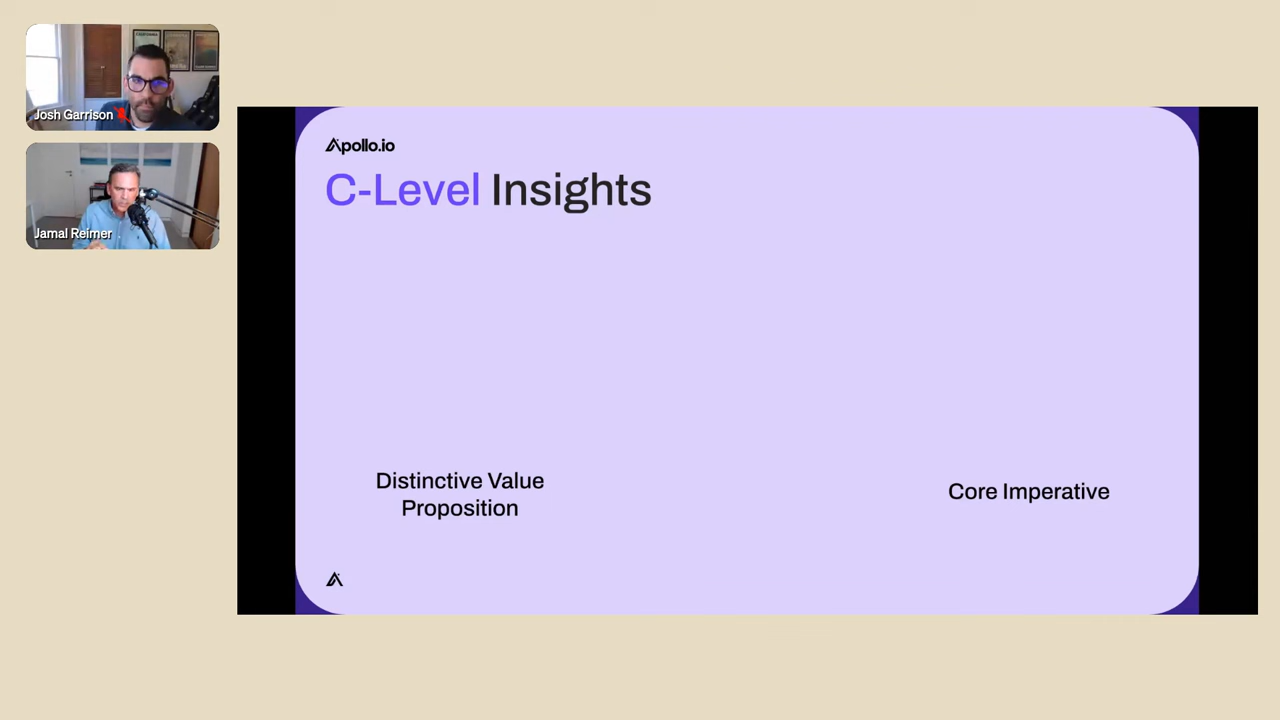 Josh Garrison
Jamal Reimer
Apollo.io
C-Level Insights
Distinctive Value
Proposition
Core Imperative